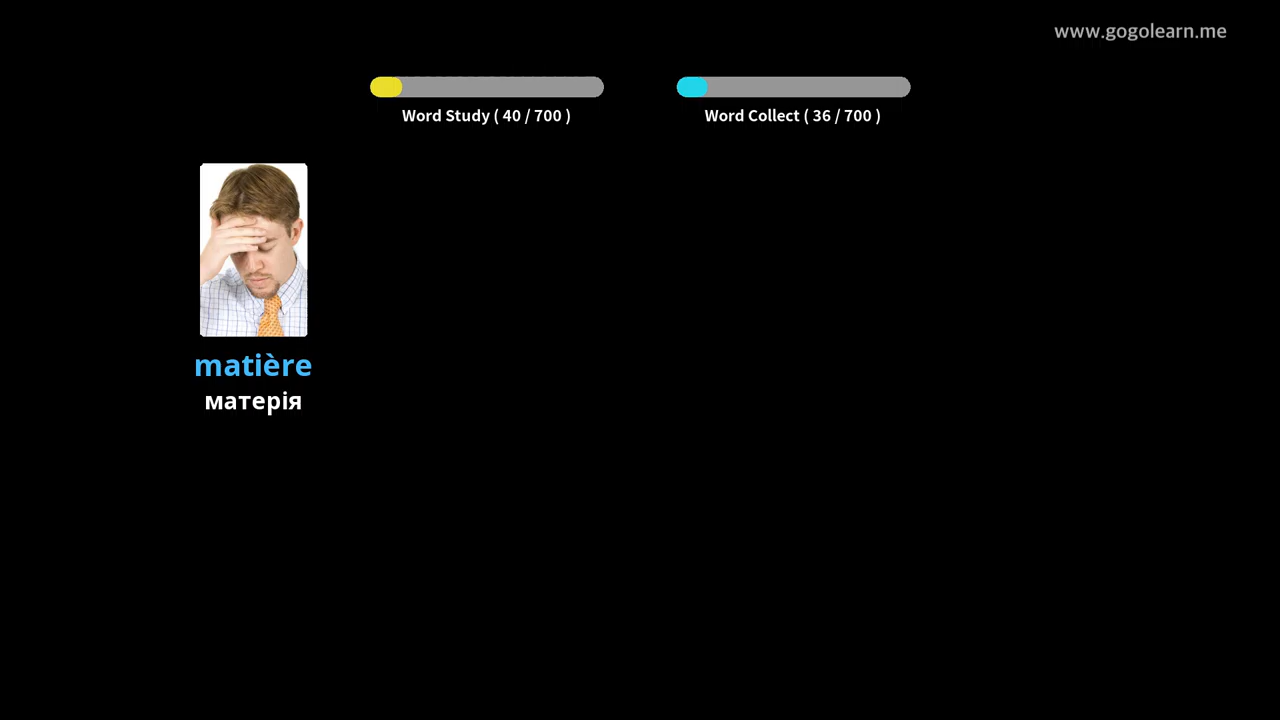 www.gogolearn.me
Word Study ( 40 / 700 )
Word Collect ( 36 / 700 )
matière
матерія